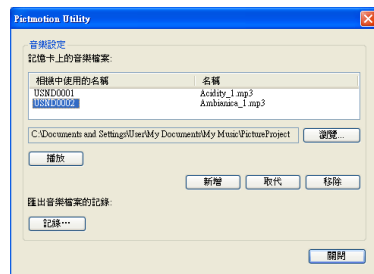 Pictmotion Utility
音樂設定
記憶卡上的音樂檔案:
相機中使用的名稱 名稱
USND0001 Acidity_1.mp3
USND0002 Ambianica_1.mp3
C:\Documents and Settings\User\My Documents\My Music\PictureProject 瀏覽...
播放
新增 取代 移除
匯出音樂檔案的記錄:
記錄…
關閉